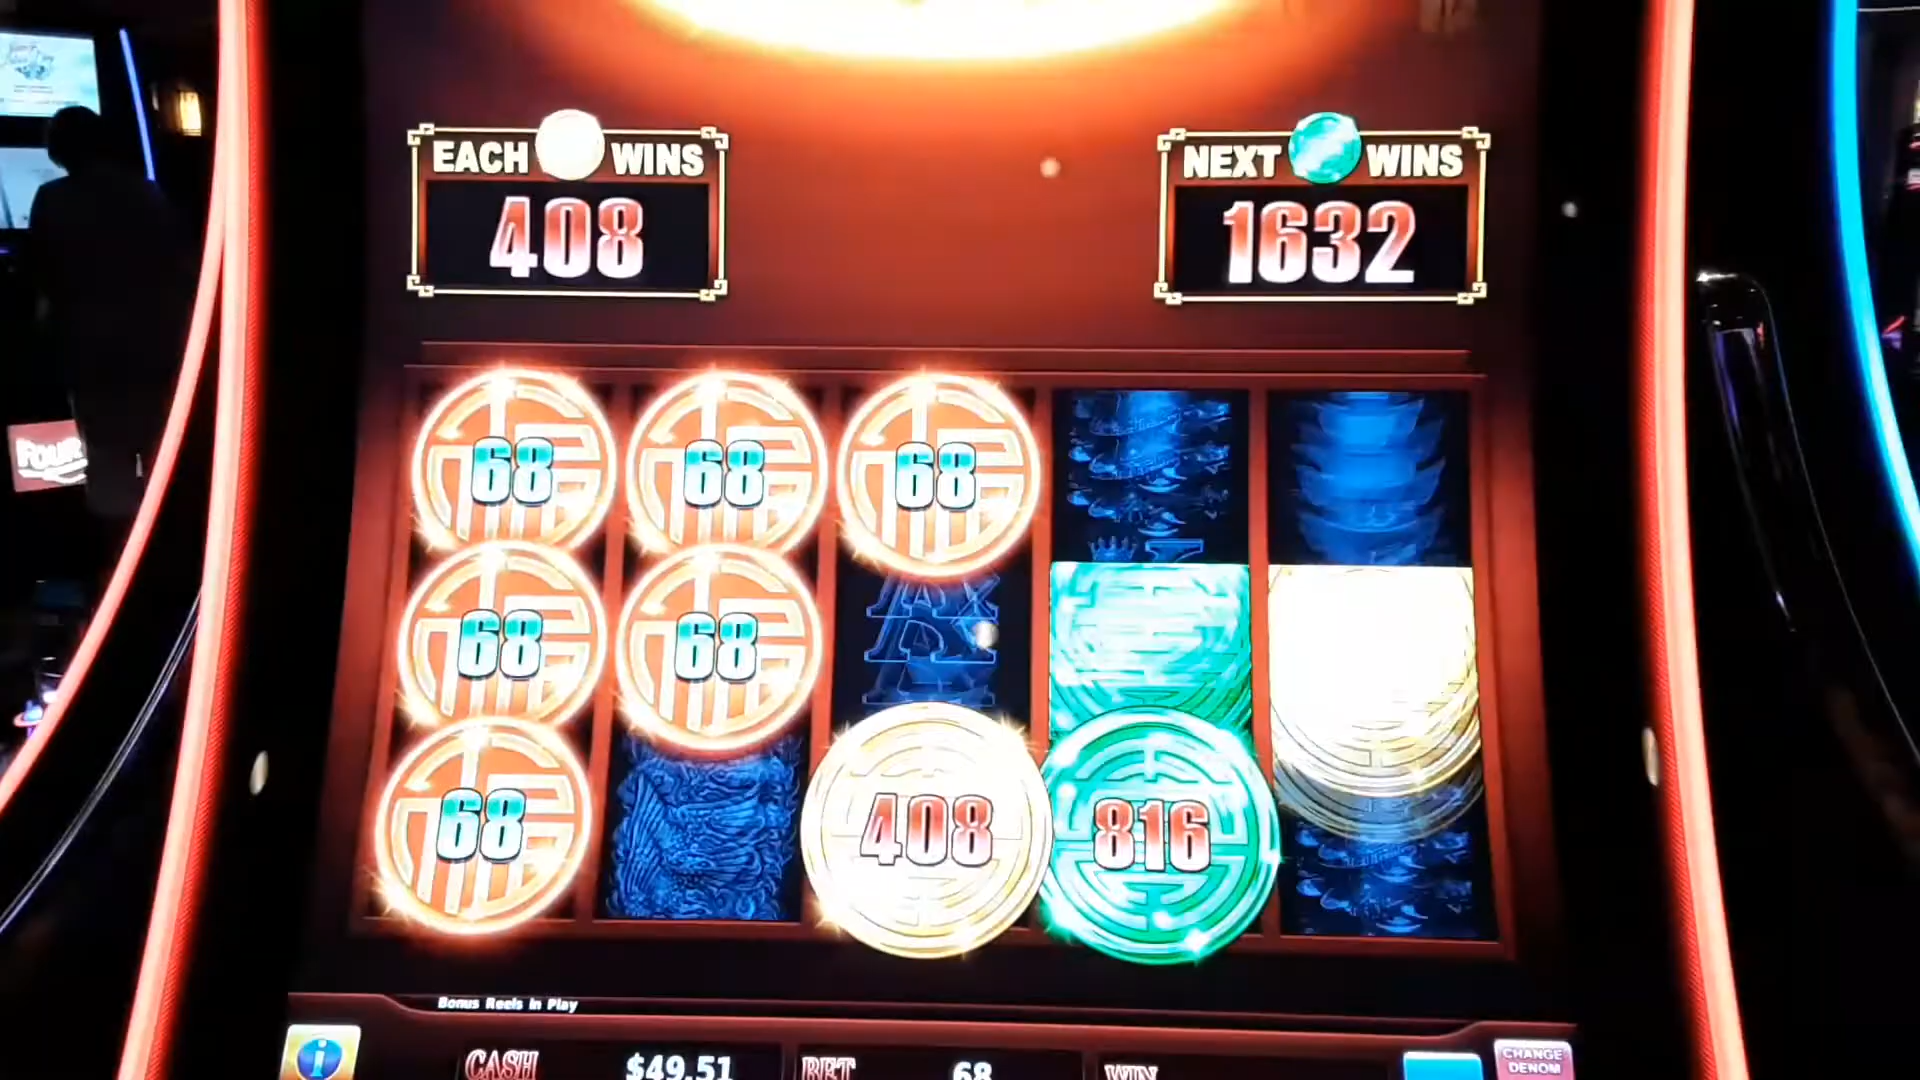 EACH WINS
408
NEXT WINS
1632
68 68 68
68 68
68 408 816
FOUR
Bonus Reels in Play
CASH $49.51 BET 68 WIN
CHANGE
DENOM